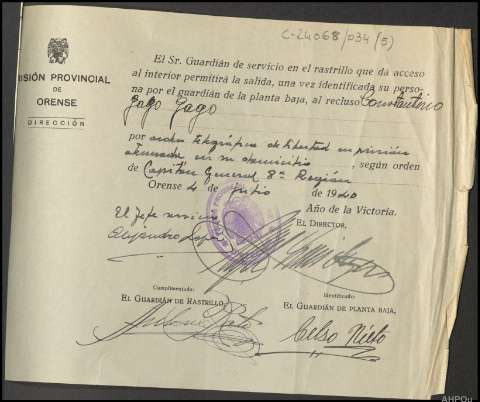 C-24068/034 (5)
El Sr. Guardián de servicio en el rastrillo que da acceso
al interior permitirá la salida, una vez identificada su perso-
na por el guardián de la planta baja, al recluso Constantino
Gago Gago
por orden telegráfica de libertad en prisión
atenuada en su domicilio, según orden
de Capitan General 8ª Región
Orense 4 de Julio de 1940
Año de la Victoria.
ISIÓN PROVINCIAL
DE
ORENSE
DIRECCIÓN
El Jefe servicio
Alejandro
EL DIRECTOR,
Cumplimentado:
EL GUARDIÁN DE RASTRILLO
Identificado
EL GUARDIÁN DE PLANTA BAJA,
Celso Nieto
AHPOu